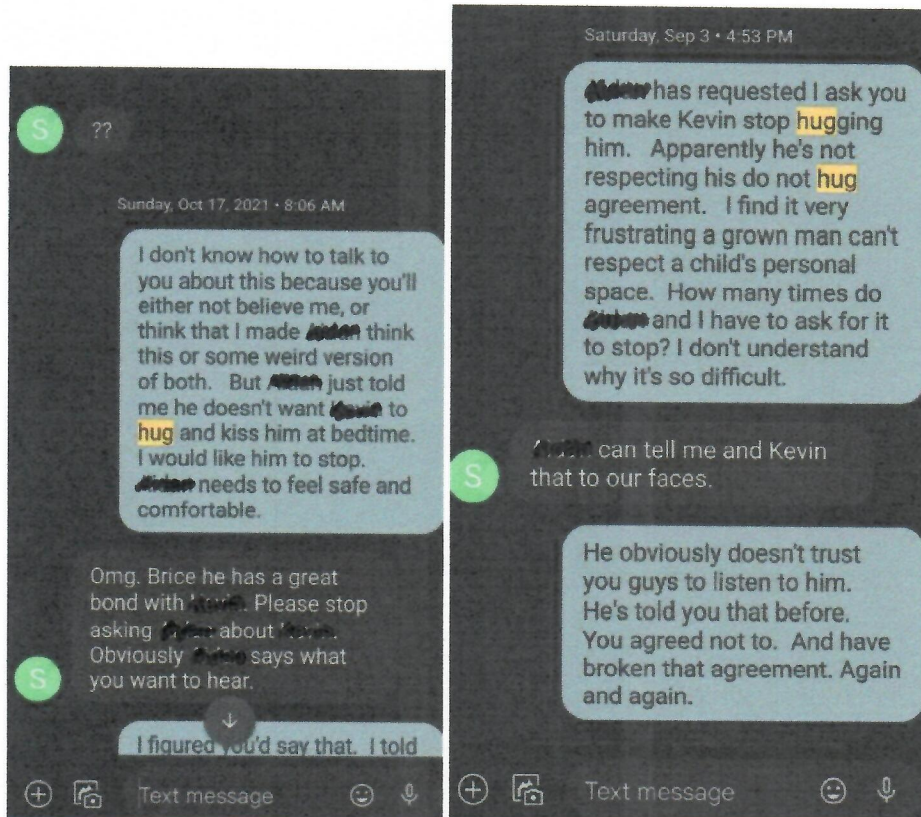 S
??
Sunday, Oct 17, 2021 • 8:06 AM
I don't know how to talk to
you about this because you'll
either not believe me, or
think that I made think
this or some weird version
of both. But just told
me he doesn't want to
hug and kiss him at bedtime.
I would like him to stop.
needs to feel safe and
comfortable.
Omg. Brice he has a great
bond with . Please stop
asking about .
Obviously says what
you want to hear.
S
I figured you'd say that. I told
Text message
Saturday, Sep 3 • 4:53 PM
has requested I ask you
to make Kevin stop hugging
him. Apparently he's not
respecting his do not hug
agreement. I find it very
frustrating a grown man can't
respect a child's personal
space. How many times do
and I have to ask for it
to stop? I don't understand
why it's so difficult.
can tell me and Kevin
that to our faces.
S
He obviously doesn't trust
you guys to listen to him.
He's told you that before.
You agreed not to. And have
broken that agreement. Again
and again.
Text message